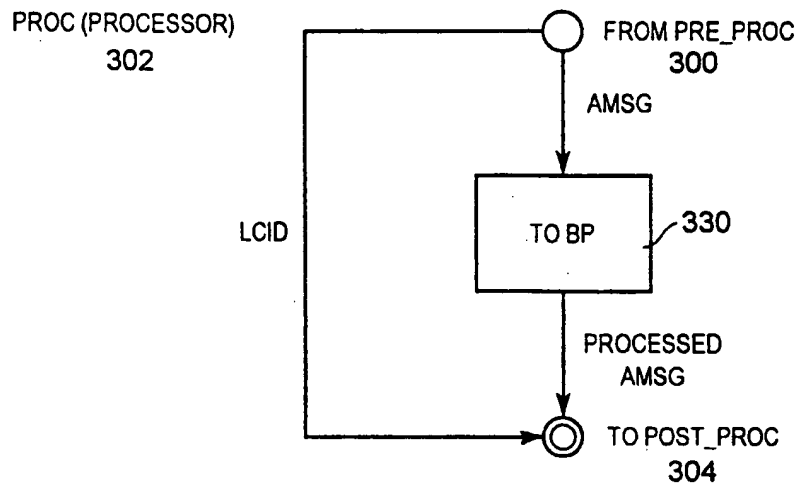 PROC (PROCESSOR)
302
FROM PRE_PROC
300
AMSG
LCID
TO BP
330
PROCESSED
AMSG
TO POST_PROC
304